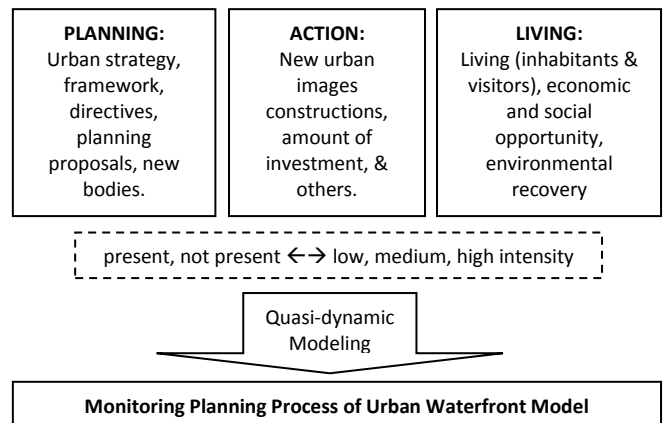 PLANNING:
Urban strategy,
framework,
directives,
planning
proposals, new
bodies.
ACTION:
New urban
images
constructions,
amount of
investment, &
others.
LIVING:
Living (inhabitants &
visitors), economic
and social
opportunity,
environmental
recovery
present, not present ←→ low, medium, high intensity
Quasi-dynamic
Modeling
Monitoring Planning Process of Urban Waterfront Model